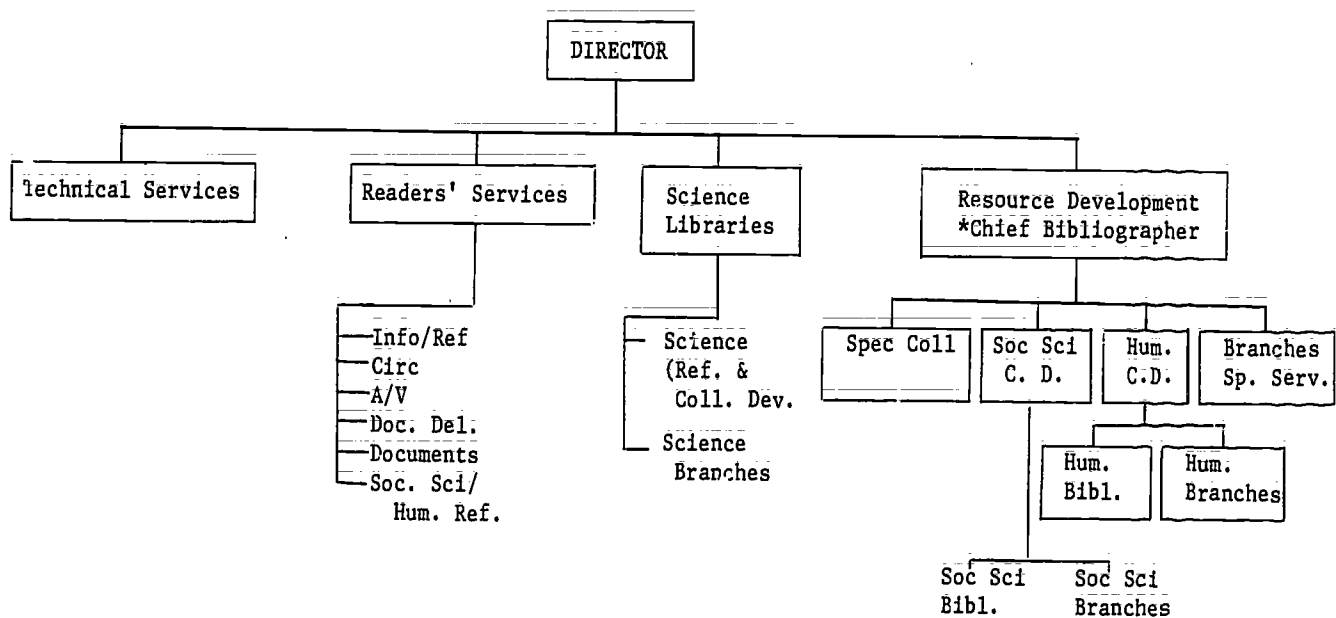 DIRECTOR
Technical Services
Readers' Services
Science
Libraries
Resource Development
*Chief Bibliographer
Info/Ref
Circ
A/V
Doc. Del.
Documents
Soc. Sci/
Hum. Ref.
Science
(Ref. &
Coll. Dev.
Science
Branches
Spec Coll
Soc Sci
C. D.
Hum.
C.D.
Branches
Sp. Serv.
Hum.
Bibl.
Hum.
Branches
Soc Sci
Bibl.
Soc Sci
Branches